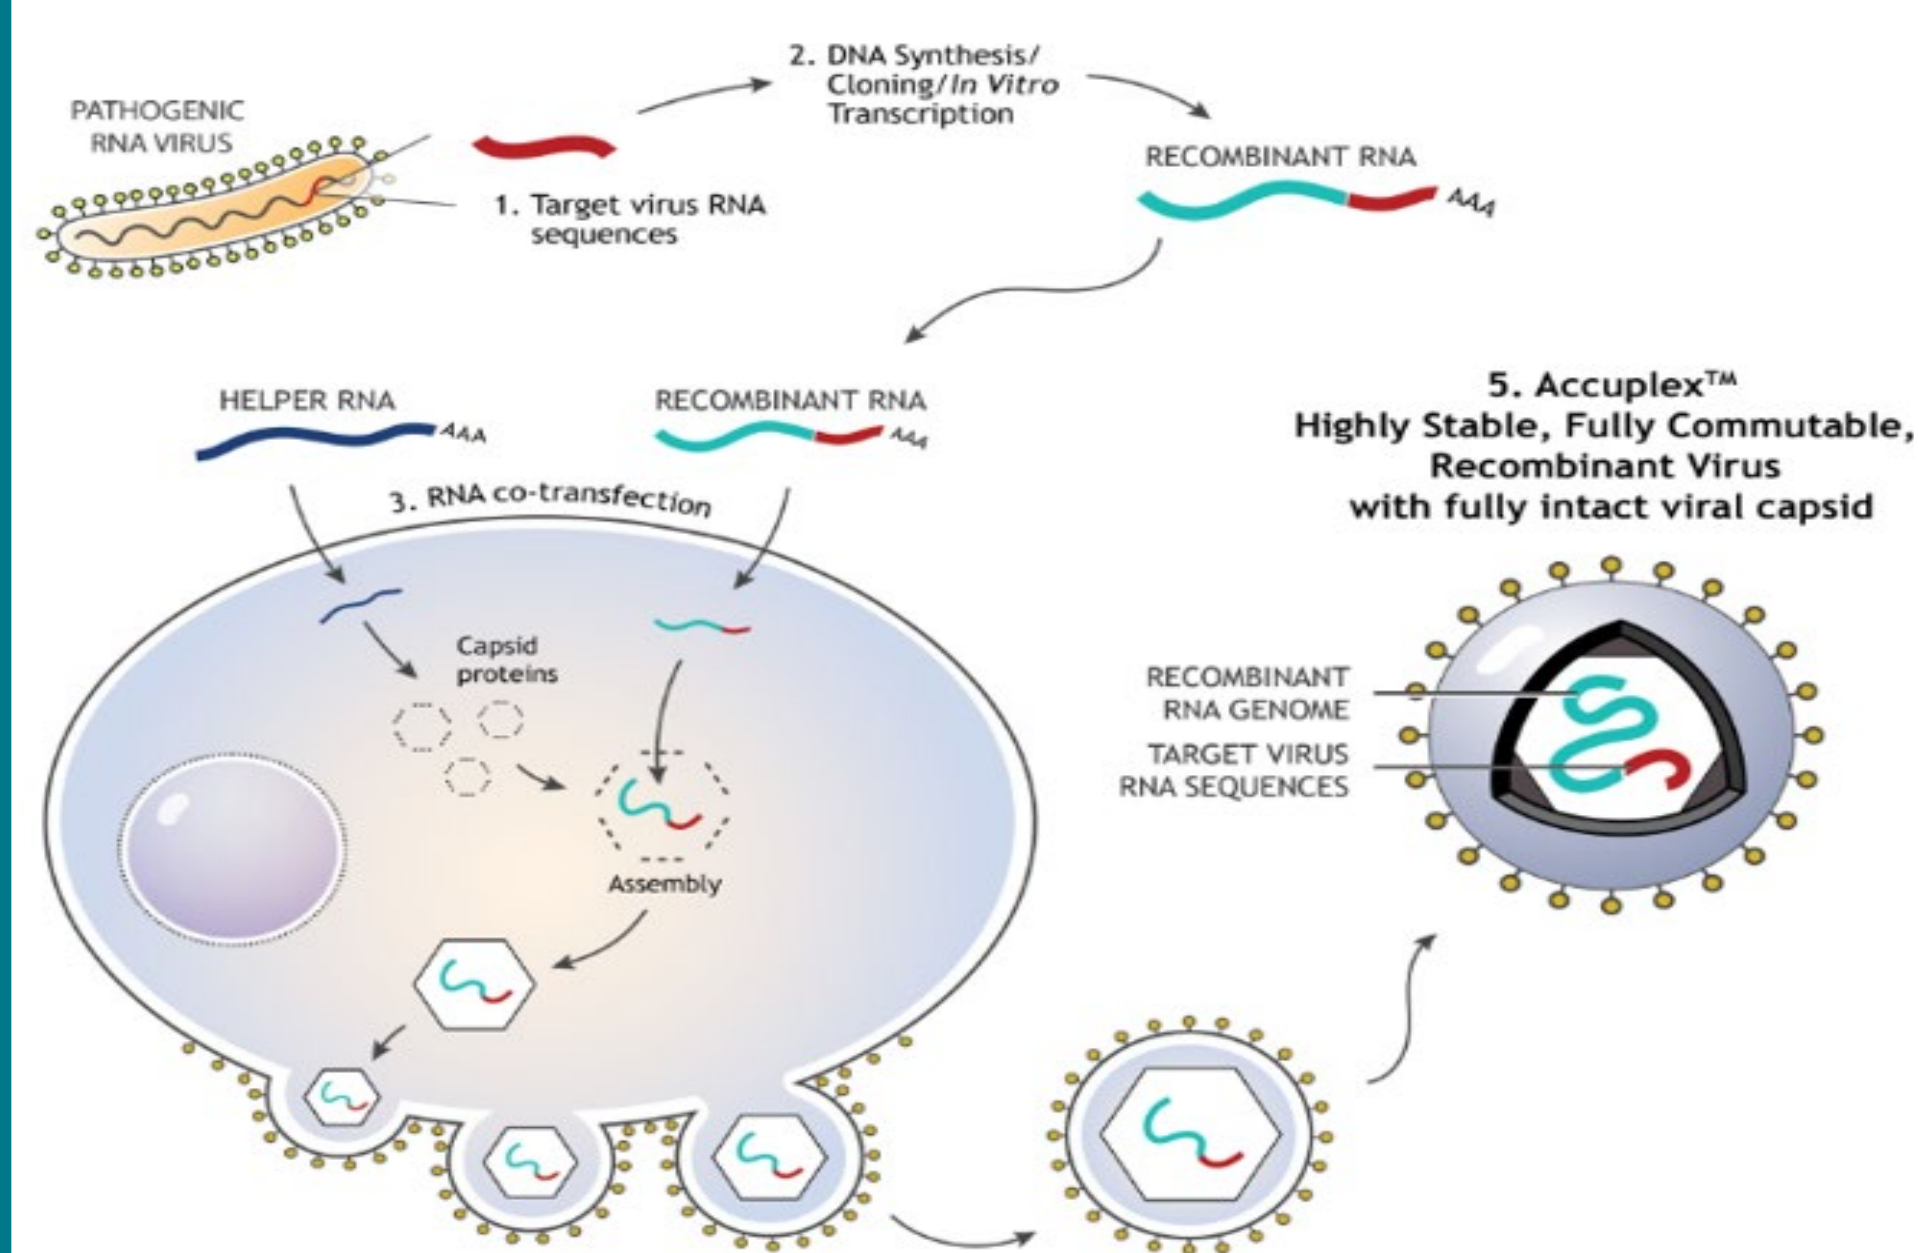 PATHOGENIC
RNA VIRUS
1. Target virus RNA
sequences
2. DNA Synthesis/
Cloning/In Vitro
Transcription
RECOMBINANT RNA
AAA
HELPER RNA
AAA
RECOMBINANT RNA
AAA
3. RNA co-transfection
Capsid
proteins
Assembly
5. Accuplex™
Highly Stable, Fully Commutable,
Recombinant Virus
with fully intact viral capsid
RECOMBINANT
RNA GENOME
TARGET VIRUS
RNA SEQUENCES